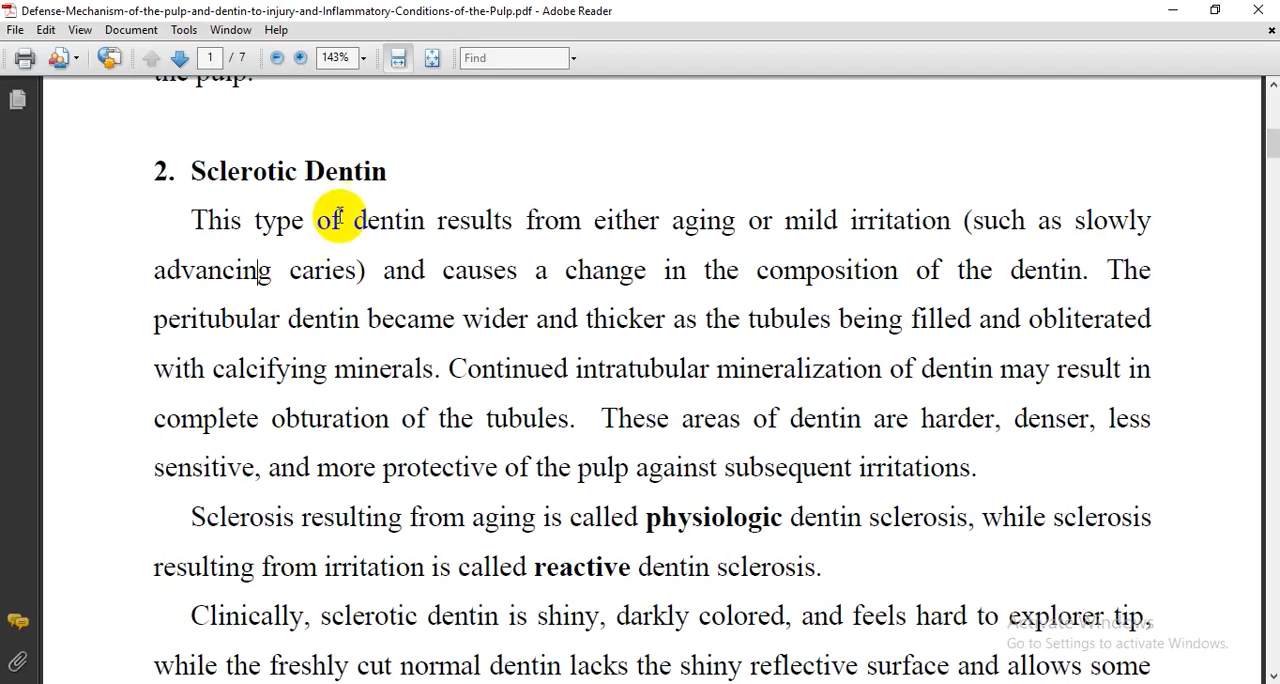 Defense-Mechanism-of-the-pulp-and-dentin-to-injury-and-Inflammatory-Conditions-of-the-Pulp.pdf - Adobe Reader
File Edit View Document Tools Window Help
1 / 7 143% Find
the pulp.
2. Sclerotic Dentin
This type of dentin results from either aging or mild irritation (such as slowly
advancing caries) and causes a change in the composition of the dentin. The
peritubular dentin became wider and thicker as the tubules being filled and obliterated
with calcifying minerals. Continued intratubular mineralization of dentin may result in
complete obturation of the tubules. These areas of dentin are harder, denser, less
sensitive, and more protective of the pulp against subsequent irritations.
Sclerosis resulting from aging is called physiologic dentin sclerosis, while sclerosis
resulting from irritation is called reactive dentin sclerosis.
Clinically, sclerotic dentin is shiny, darkly colored, and feels hard to explorer tip,
Activate Windows
Go to Settings to activate Windows.
while the freshly cut normal dentin lacks the shiny reflective surface and allows some